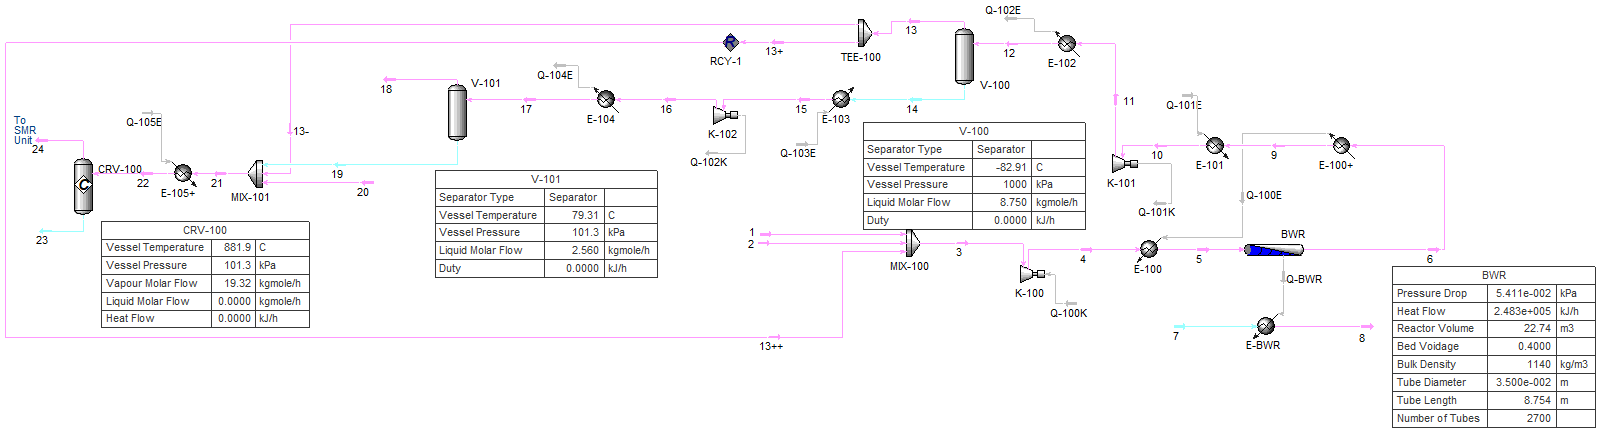 Q-102E
13
13+
RCY-1
TEE-100
12
E-102
V-100
11
18
V-101
Q-104E
17
E-104
16
K-102
Q-102K
15
E-103
Q-103E
14
Q-101E
10
E-101
9
E-100+
K-101
Q-101K
Q-100E
To
SMR
Unit
24
Q-105E
CRV-100
22
E-105+
21
MIX-101
13-
19
20
23
V-100
Separator Type Separator
Vessel Temperature -82.91 C
Vessel Pressure 1000 kPa
Liquid Molar Flow 8.750 kgmole/h
Duty 0.0000 kJ/h
V-101
Separator Type Separator
Vessel Temperature 79.31 C
Vessel Pressure 101.3 kPa
Liquid Molar Flow 2.560 kgmole/h
Duty 0.0000 kJ/h
CRV-100
Vessel Temperature 881.9 C
Vessel Pressure 101.3 kPa
Vapour Molar Flow 19.32 kgmole/h
Liquid Molar Flow 0.0000 kgmole/h
Heat Flow 0.0000 kJ/h
1
2
MIX-100
3
K-100
Q-100K
4
E-100
5
BWR
6
Q-BWR
7
E-BWR
8
13++
BWR
Pressure Drop 5.411e-002 kPa
Heat Flow 2.483e+005 kJ/h
Reactor Volume 22.74 m3
Bed Voidage 0.4000
Bulk Density 1140 kg/m3
Tube Diameter 3.500e-002 m
Tube Length 8.754 m
Number of Tubes 2700